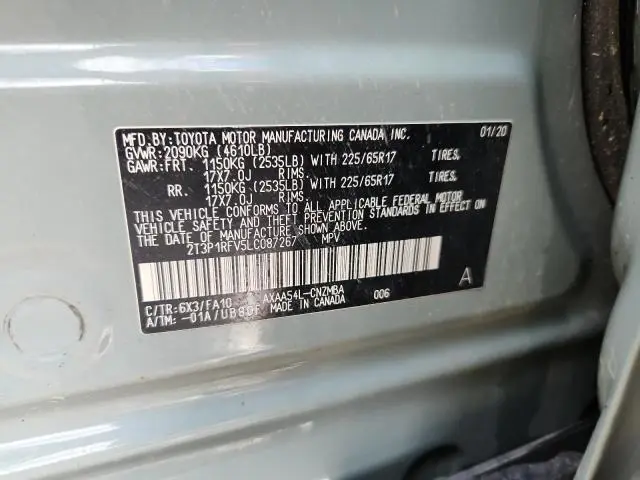 MFD.BY:TOYOTA MOTOR MANUFACTURING CANADA INC. 01/20
GVWR:2090KG (4610LB)
GAWR:FRT 1150KG (2535LB) WITH 225/65R17 TIRES,
17X7.0J RIMS.
RR 1150KG (2535LB) WITH 225/65R17 TIRES,
17X7.0J RIMS.
THIS VEHICLE CONFORMS TO ALL APPLICABLE FEDERAL MOTOR
VEHICLE SAFETY AND THEFT PREVENTION STANDARDS IN EFFECT
ON THE DATE OF MANUFACTURE SHOWN ABOVE.
2T3P1RFV5LC087267 MPV
A
C/TR:6X3/FA10 AXAA54L-CNZMBA 006
A/TM: -01A/UB80F MADE IN CANADA